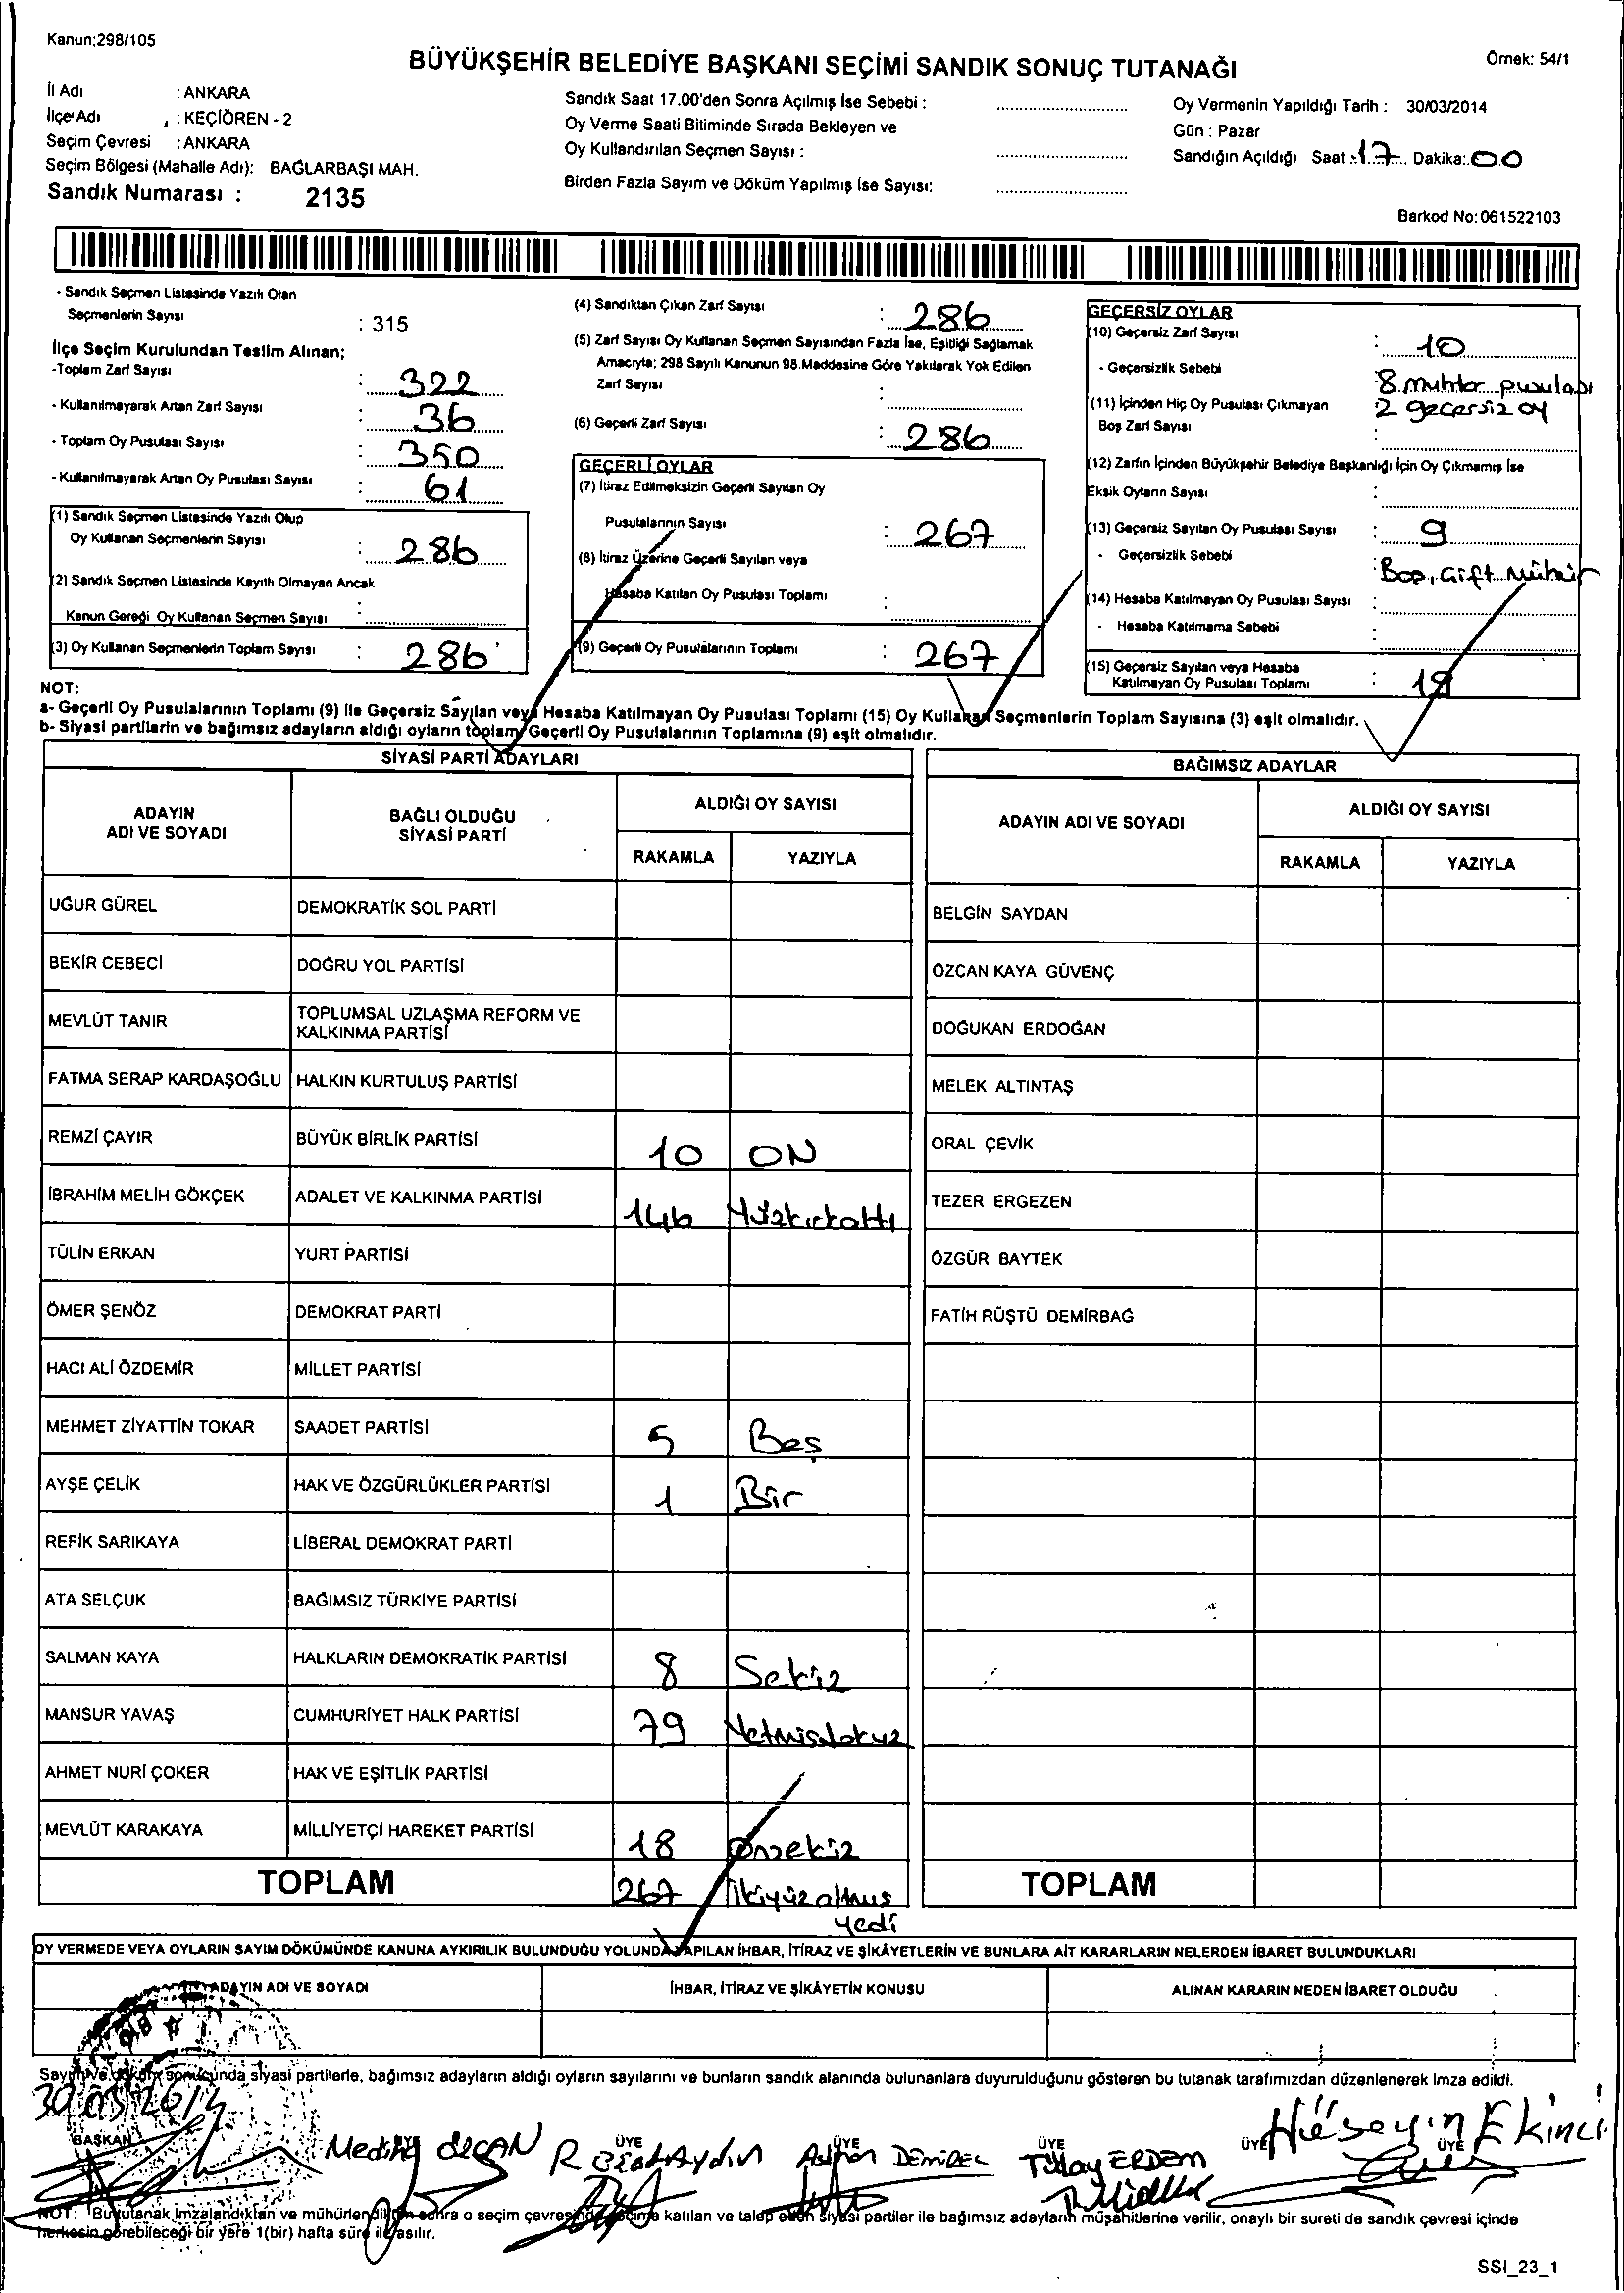 Kanun;298/105
BÜYÜKŞEHİR BELEDİYE BAŞKANI SEÇİMİ SANDIK SONUÇ TUTANAĞI
Örnek: 54/1
İl Adı : ANKARA
İlçe Adı : KEÇİÖREN - 2
Seçim Çevresi : ANKARA
Seçim Bölgesi (Mahalle Adı): BAĞLARBAŞI MAH.
Sandık Numarası : 2135
Sandık Saat 17.00'den Sonra Açılmış İse Sebebi :
Oy Verme Saati Bitiminde Sırada Bekleyen ve
Oy Kullandırılan Seçmen Sayısı :
Birden Fazla Sayım ve Döküm Yapılmış İse Sayısı:
Oy Vermenin Yapıldığı Tarih : 30/03/2014
Gün : Pazar
Sandığın Açıldığı Saat : 17 Dakika: 00
Barkod No: 061522103
- Sandık Seçmen Listesinde Yazılı Olan
Seçmenlerin Sayısı : 315
İlçe Seçim Kurulundan Teslim Alınan;
-Toplam Zarf Sayısı : 322
- Kullanılmayarak Artan Zarf Sayısı : 36
- Toplam Oy Pusulası Sayısı : 350
- Kullanılmayarak Artan Oy Pusulası Sayısı : 61
(1) Sandık Seçmen Listesinde Yazılı Olup
Oy Kullanan Seçmenlerin Sayısı : 286
(2) Sandık Seçmen Listesinde Kayıtlı Olmayan Ancak
Kanun Gereği Oy Kullanan Seçmen Sayısı :
(3) Oy Kullanan Seçmenlerin Toplam Sayısı : 286
(4) Sandıktan Çıkan Zarf Sayısı : 286
(5) Zarf Sayısı Oy Kullanan Seçmen Sayısından Fazla İse, Eşitliği Sağlamak
Amacıyla; 298 Sayılı Kanunun 98.Maddesine Göre Yakılarak Yok Edilen
Zarf Sayısı :
(6) Geçerli Zarf Sayısı : 286
GEÇERLİ OYLAR
(7) İtiraz Edilmeksizin Geçerli Sayılan Oy
Pusulalarının Sayısı : 267
(8) İtiraz Üzerine Geçerli Sayılan veya
Hesaba Katılan Oy Pusulası Toplamı :
(9) Geçerli Oy Pusulalarının Toplamı : 267
GEÇERSİZ OYLAR
(10) Geçersiz Zarf Sayısı : 10
- Geçersizlik Sebebi : 8 muhtar pusulası
(11) İçinden Hiç Oy Pusulası Çıkmayan 2 geçersiz oy
Boş Zarf Sayısı :
(12) Zarfın İçinden Büyükşehir Belediye Başkanlığı İçin Oy Çıkmamış İse
Eksik Oyların Sayısı :
(13) Geçersiz Sayılan Oy Pusulası Sayısı : 9
- Geçersizlik Sebebi : Boş, Çift Mühür
(14) Hesaba Katılmayan Oy Pusulası Sayısı :
- Hesaba Katılmama Sebebi :
(15) Geçersiz Sayılan veya Hesaba
Katılmayan Oy Pusulası Toplamı : 19
NOT:
a- Geçerli Oy Pusulalarının Toplamı (9) ile Geçersiz Sayılan veya Hesaba Katılmayan Oy Pusulası Toplamı (15) Oy Kullanan Seçmenlerin Toplam Sayısına (3) eşit olmalıdır.
b- Siyasi partilerin ve bağımsız adayların aldığı oyların toplamı Geçerli Oy Pusulalarının Toplamına (9) eşit olmalıdır.
SİYASİ PARTİ ADAYLARI
ADAYIN ADI VE SOYADI
BAĞLI OLDUĞU SİYASİ PARTİ
ALDIĞI OY SAYISI
RAKAMLA YAZIYLA
UĞUR GÜREL DEMOKRATİK SOL PARTİ
BEKİR CEBECİ DOĞRU YOL PARTİSİ
MEVLÜT TANIR TOPLUMSAL UZLAŞMA REFORM VE
KALKINMA PARTİSİ
FATMA SERAP KARDAŞOĞLU HALKIN KURTULUŞ PARTİSİ
REMZİ ÇAYIR BÜYÜK BİRLİK PARTİSİ 10 ON
İBRAHİM MELİH GÖKÇEK ADALET VE KALKINMA PARTİSİ 146 Yüzkırkaltı
TÜLİN ERKAN YURT PARTİSİ
ÖMER ŞENÖZ DEMOKRAT PARTİ
HACI ALİ ÖZDEMİR MİLLET PARTİSİ
MEHMET ZİYATTİN TOKAR SAADET PARTİSİ 5 Beş
AYŞE ÇELİK HAK VE ÖZGÜRLÜKLER PARTİSİ 1 Bir
REFİK SARIKAYA LİBERAL DEMOKRAT PARTİ
ATA SELÇUK BAĞIMSIZ TÜRKİYE PARTİSİ
SALMAN KAYA HALKLARIN DEMOKRATİK PARTİSİ 8 Sekiz
MANSUR YAVAŞ CUMHURİYET HALK PARTİSİ 79 Yetmişdokuz
AHMET NURİ ÇOKER HAK VE EŞİTLİK PARTİSİ
MEVLÜT KARAKAYA MİLLİYETÇİ HAREKET PARTİSİ 18 Onsekiz
TOPLAM 267 İkiyüzaltmış
yedi
BAĞIMSIZ ADAYLAR
ADAYIN ADI VE SOYADI
ALDIĞI OY SAYISI
RAKAMLA YAZIYLA
BELGİN SAYDAN
ÖZCAN KAYA GÜVENÇ
DOĞUKAN ERDOĞAN
MELEK ALTINTAŞ
ORAL ÇEVİK
TEZER ERGEZEN
ÖZGÜR BAYTEK
FATİH RÜŞTÜ DEMİRBAĞ
TOPLAM
OY VERMEDE VEYA OYLARIN SAYIM DÖKÜMÜNDE KANUNA AYKIRILIK BULUNDUĞU YOLUNDA YAPILAN İHBAR, İTİRAZ VE ŞİKÂYETLERİN VE BUNLARA AİT KARARLARIN NELERDEN İBARET BULUNDUKLARI
ADAYIN ADI VE SOYADI İHBAR, İTİRAZ VE ŞİKÂYETİN KONUSU ALINAN KARARIN NEDEN İBARET OLDUĞU
Sayım ve döküm sonucunda siyasi partilerle, bağımsız adayların aldığı oyların sayılarını ve bunların sandık alanında bulunanlara duyurulduğunu gösteren bu tutanak tarafımızdan düzenlenerek imza edildi.
30.03.2014
BAŞKAN ÜYE ÜYE ÜYE ÜYE ÜYE
DEMİREL Tülay ERDEM Hüseyin Ekinci
NOT: Bu tutanak imzalandıktan ve mühürlendikten sonra o seçim çevresinde seçime katılan ve talep eden siyasi partiler ile bağımsız adayların müşahitlerine verilir, onaylı bir sureti de sandık çevresi içinde
herkesin görebileceği bir yere 1(bir) hafta süre ile asılır.
SSI_23_1